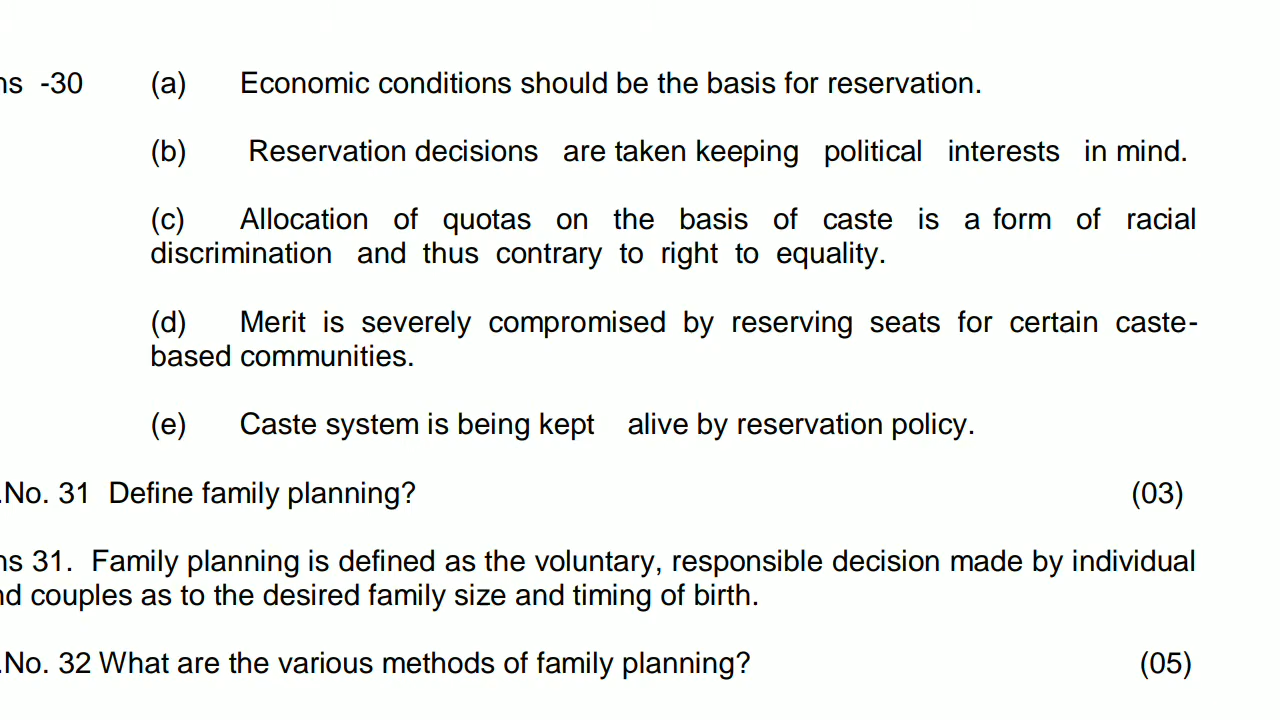 ns -30 (a) Economic conditions should be the basis for reservation.
(b) Reservation decisions are taken keeping political interests in mind.
(c) Allocation of quotas on the basis of caste is a form of racial
discrimination and thus contrary to right to equality.
(d) Merit is severely compromised by reserving seats for certain caste-
based communities.
(e) Caste system is being kept alive by reservation policy.
.No. 31 Define family planning? (03)
ns 31. Family planning is defined as the voluntary, responsible decision made by individual
nd couples as to the desired family size and timing of birth.
.No. 32 What are the various methods of family planning? (05)